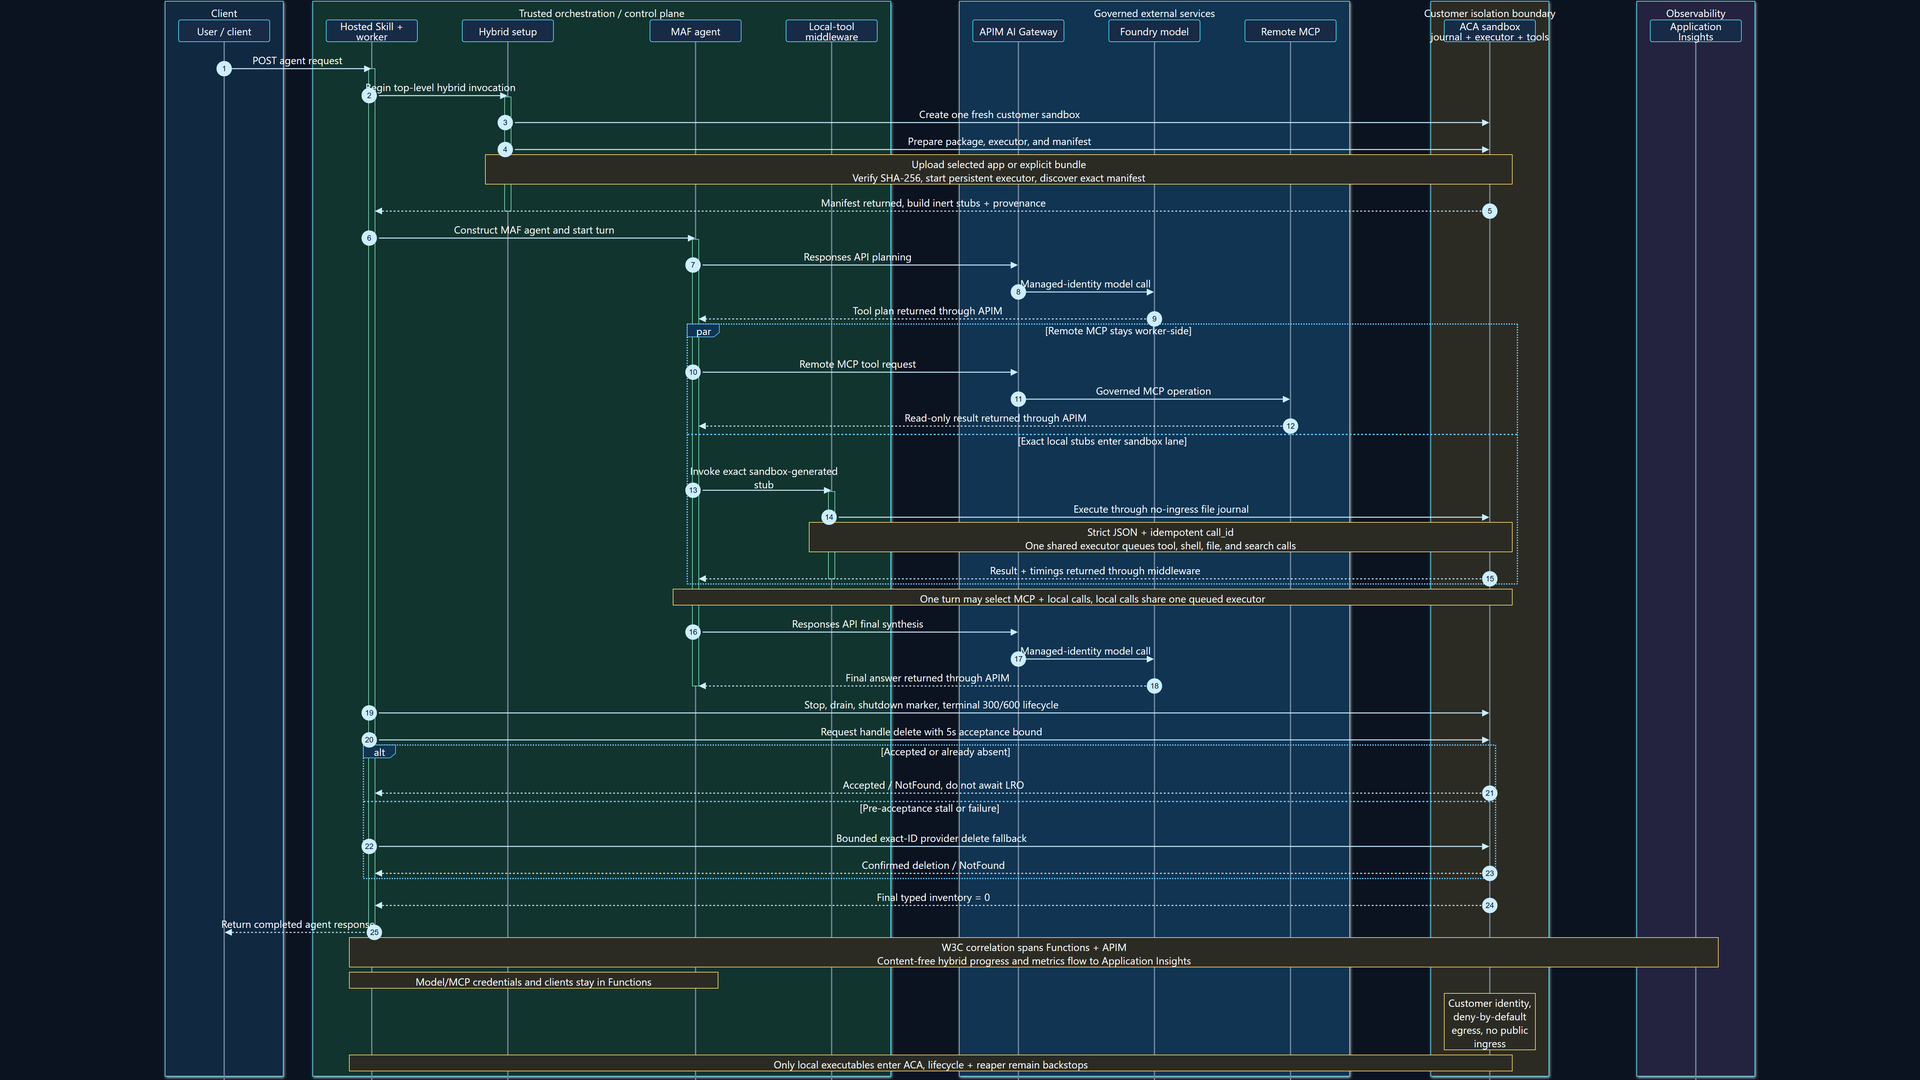 Client
Trusted orchestration / control plane
Governed external services
Customer isolation boundary
Observability
User / client
Hosted Skill +
worker
Hybrid setup
MAF agent
Local-tool
middleware
APIM AI Gateway
Foundry model
Remote MCP
ACA sandbox
journal + executor + tools
Application
Insights
1
POST agent request
2
Begin top-level hybrid invocation
3
Create one fresh customer sandbox
4
Prepare package, executor, and manifest
Upload selected app or explicit bundle
Verify SHA-256, start persistent executor, discover exact manifest
Manifest returned, build inert stubs + provenance
5
6
Construct MAF agent and start turn
7
Responses API planning
8
Managed-identity model call
Tool plan returned through APIM
9
par
[Remote MCP stays worker-side]
10
Remote MCP tool request
11
Governed MCP operation
Read-only result returned through APIM
12
[Exact local stubs enter sandbox lane]
Invoke exact sandbox-generated
stub
13
14
Execute through no-ingress file journal
Strict JSON + idempotent call_id
One shared executor queues tool, shell, file, and search calls
Result + timings returned through middleware
15
One turn may select MCP + local calls, local calls share one queued executor
16
Responses API final synthesis
17
Managed-identity model call
Final answer returned through APIM
18
19
Stop, drain, shutdown marker, terminal 300/600 lifecycle
20
Request handle delete with 5s acceptance bound
alt
[Accepted or already absent]
Accepted / NotFound, do not await LRO
21
[Pre-acceptance stall or failure]
22
Bounded exact-ID provider delete fallback
Confirmed deletion / NotFound
23
Final typed inventory = 0
24
Return completed agent response
25
W3C correlation spans Functions + APIM
Content-free hybrid progress and metrics flow to Application Insights
Model/MCP credentials and clients stay in Functions
Customer identity,
deny-by-default
egress, no public
ingress
Only local executables enter ACA, lifecycle + reaper remain backstops